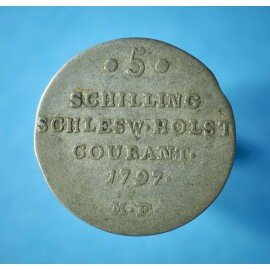 • 5 •
SCHILLING
SCHLESW·HOLST
COURANT·
1797·
M.F